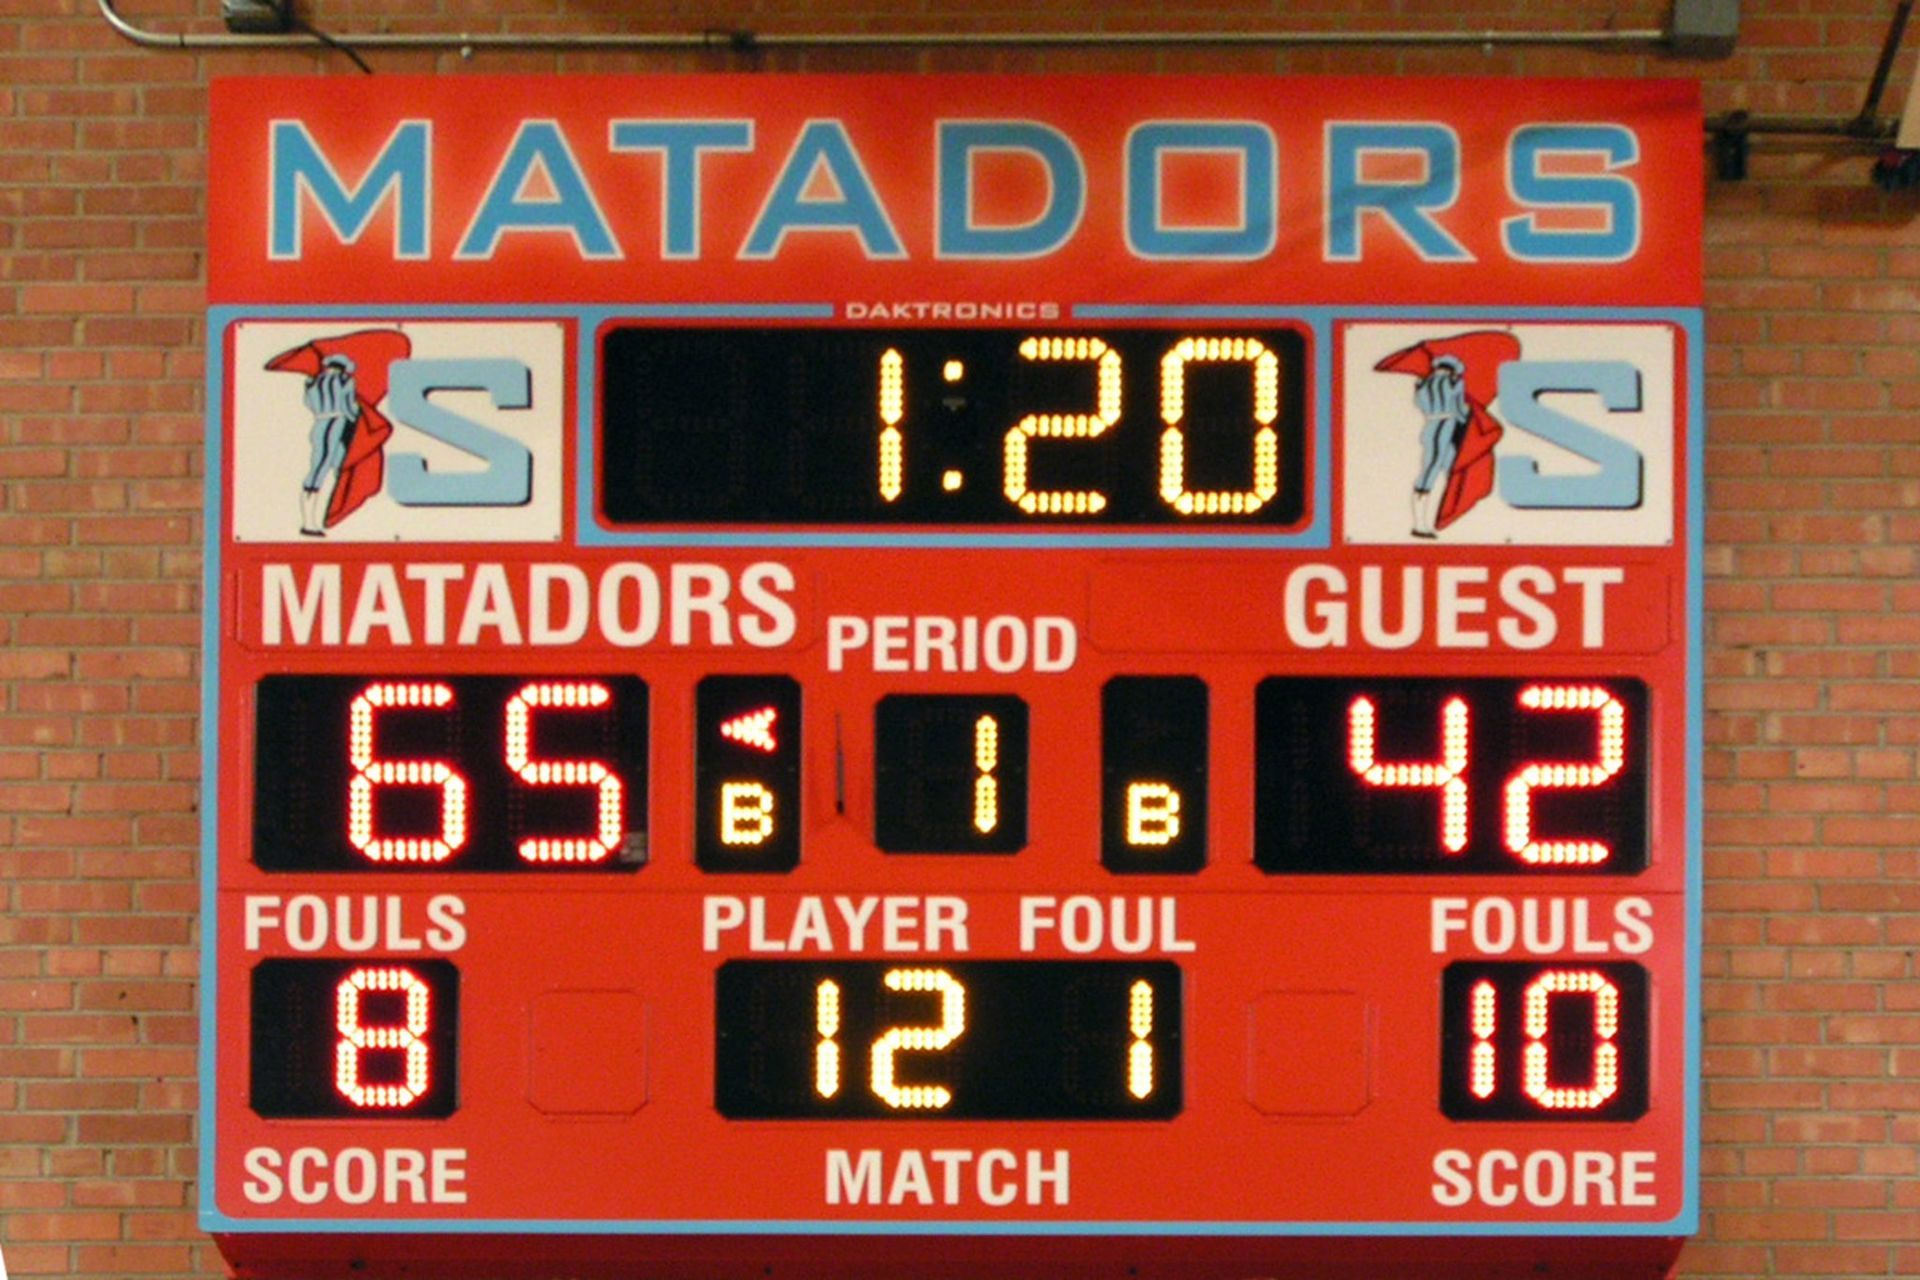 MATADORS
DAKTRONICS
S 1:20 S
MATADORS PERIOD GUEST
65 B 1 B 42
FOULS PLAYER FOUL FOULS
8 12 1 10
SCORE MATCH SCORE